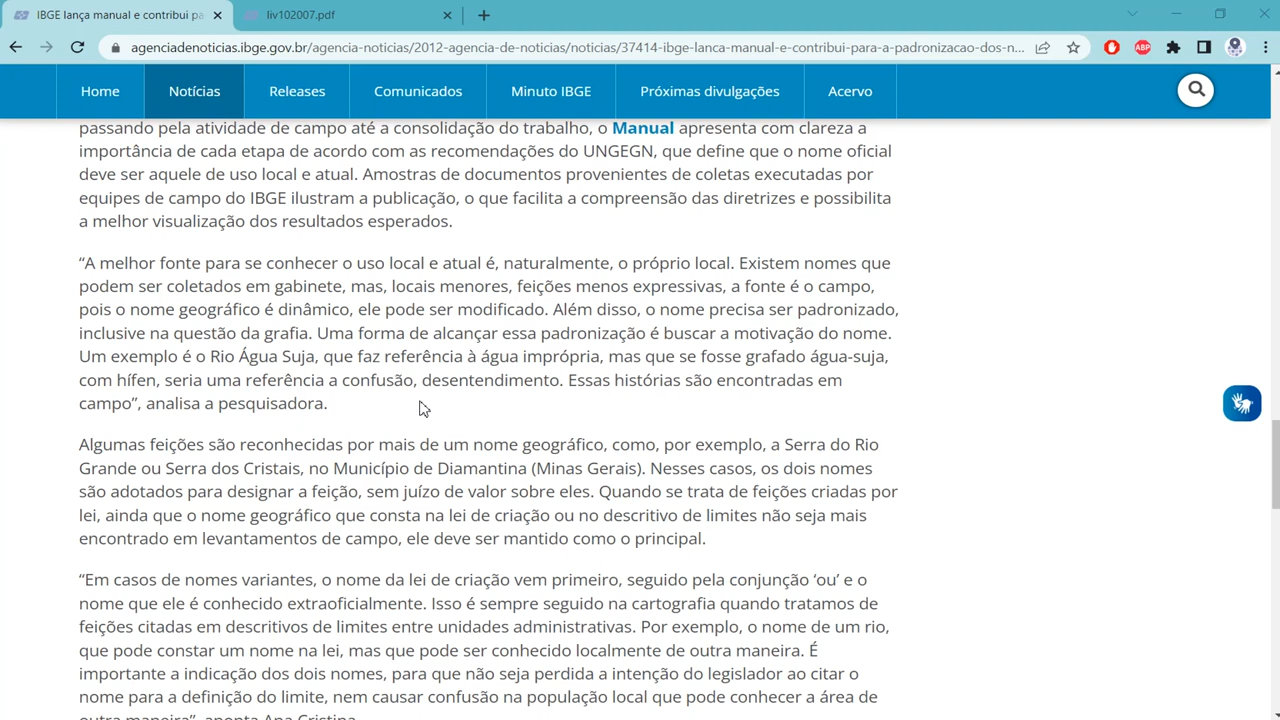 IBGE lança manual e contribui pa
liv102007.pdf
agenciadenoticias.ibge.gov.br/agencia-noticias/2012-agencia-de-noticias/noticias/37414-ibge-lanca-manual-e-contribui-para-a-padronizacao-dos-n...
ABP
Home
Notícias
Releases
Comunicados
Minuto IBGE
Próximas divulgações
Acervo
passando pela atividade de campo até a consolidação do trabalho, o Manual apresenta com clareza a
importância de cada etapa de acordo com as recomendações do UNGEGN, que define que o nome oficial
deve ser aquele de uso local e atual. Amostras de documentos provenientes de coletas executadas por
equipes de campo do IBGE ilustram a publicação, o que facilita a compreensão das diretrizes e possibilita
a melhor visualização dos resultados esperados.
“A melhor fonte para se conhecer o uso local e atual é, naturalmente, o próprio local. Existem nomes que
podem ser coletados em gabinete, mas, locais menores, feições menos expressivas, a fonte é o campo,
pois o nome geográfico é dinâmico, ele pode ser modificado. Além disso, o nome precisa ser padronizado,
inclusive na questão da grafia. Uma forma de alcançar essa padronização é buscar a motivação do nome.
Um exemplo é o Rio Água Suja, que faz referência à água imprópria, mas que se fosse grafado água-suja,
com hífen, seria uma referência a confusão, desentendimento. Essas histórias são encontradas em
campo”, analisa a pesquisadora.
Algumas feições são reconhecidas por mais de um nome geográfico, como, por exemplo, a Serra do Rio
Grande ou Serra dos Cristais, no Município de Diamantina (Minas Gerais). Nesses casos, os dois nomes
são adotados para designar a feição, sem juízo de valor sobre eles. Quando se trata de feições criadas por
lei, ainda que o nome geográfico que consta na lei de criação ou no descritivo de limites não seja mais
encontrado em levantamentos de campo, ele deve ser mantido como o principal.
“Em casos de nomes variantes, o nome da lei de criação vem primeiro, seguido pela conjunção ‘ou’ e o
nome que ele é conhecido extraoficialmente. Isso é sempre seguido na cartografia quando tratamos de
feições citadas em descritivos de limites entre unidades administrativas. Por exemplo, o nome de um rio,
que pode constar um nome na lei, mas que pode ser conhecido localmente de outra maneira. É
importante a indicação dos dois nomes, para que não seja perdida a intenção do legislador ao citar o
nome para a definição do limite, nem causar confusão na população local que pode conhecer a área de
outra maneira”, aponta Ana Cristina.